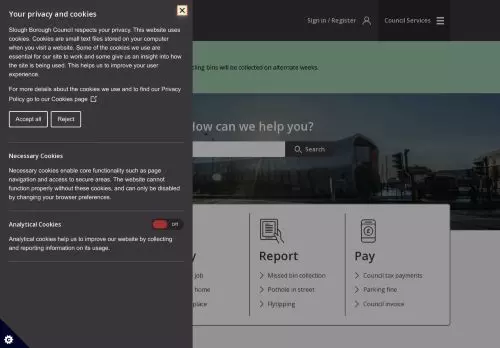 Your privacy and cookies
Slough Borough Council respects your privacy. This website uses
cookies. Cookies are small text files stored on your computer
when you visit a website. Some of the cookies we use are
essential for our site to work and some give us an insight into how
the site is being used. This helps us to improve your user
experience.
For more details about the cookies we use and to find our Privacy
Policy go to our Cookies page
Accept all
Reject
Necessary Cookies
Necessary cookies enable core functionality such as page
navigation and access to secure areas. The website cannot
function properly without these cookies, and can only be disabled
by changing your browser preferences.
Analytical Cookies
Off
Analytical cookies help us to improve our website by collecting
and reporting information on its usage.
Sign in / Register
Council Services
bins will be collected on alternate weeks.
How can we help you?
Search
job
home
place
Report
Missed bin collection
Pothole in street
Flytipping
Pay
Council tax payments
Parking fine
Council invoice